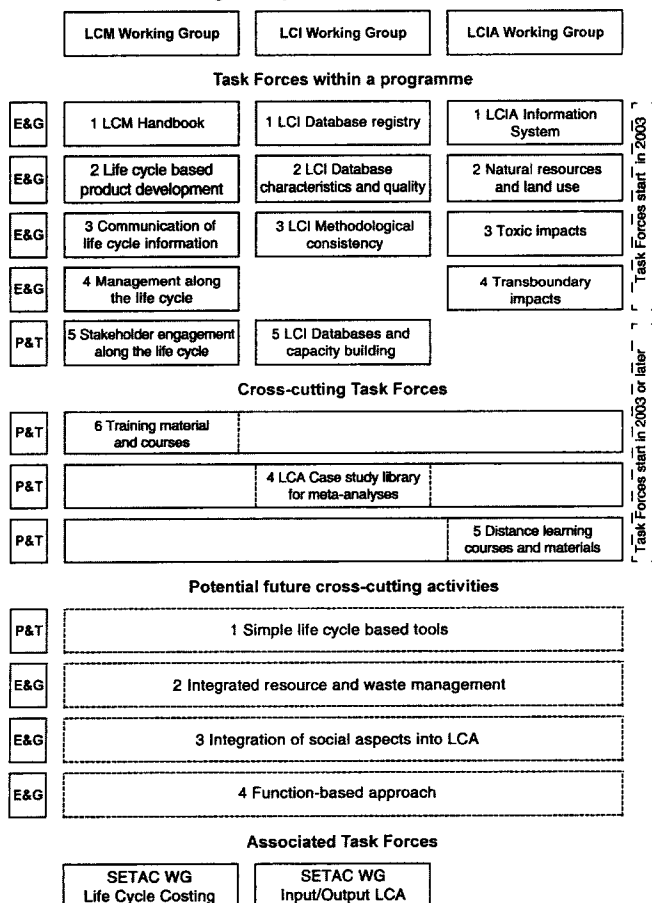 LCM Working Group LCI Working Group LCIA Working Group
Task Forces within a programme
E&G
1 LCM Handbook
1 LCI Database registry
1 LCIA Information
System
E&G
2 Life cycle based
product development
2 LCI Database
characteristics and quality
2 Natural resources
and land use
E&G
3 Communication of
life cycle information
3 LCI Methodological
consistency
3 Toxic impacts
E&G
4 Management along
the life cycle
4 Transboundary
impacts
Task Forces start in 2003
P&T
5 Stakeholder engagement
along the life cycle
5 LCI Databases and
capacity building
Cross-cutting Task Forces
P&T
6 Training material
and courses
P&T
4 LCA Case study library
for meta-analyses
P&T
5 Distance learning
courses and materials
Task Forces start in 2003 or later
Potential future cross-cutting activities
P&T
1 Simple life cycle based tools
E&G
2 Integrated resource and waste management
E&G
3 Integration of social aspects into LCA
E&G
4 Function-based approach
Associated Task Forces
SETAC WG
Life Cycle Costing
SETAC WG
Input/Output LCA